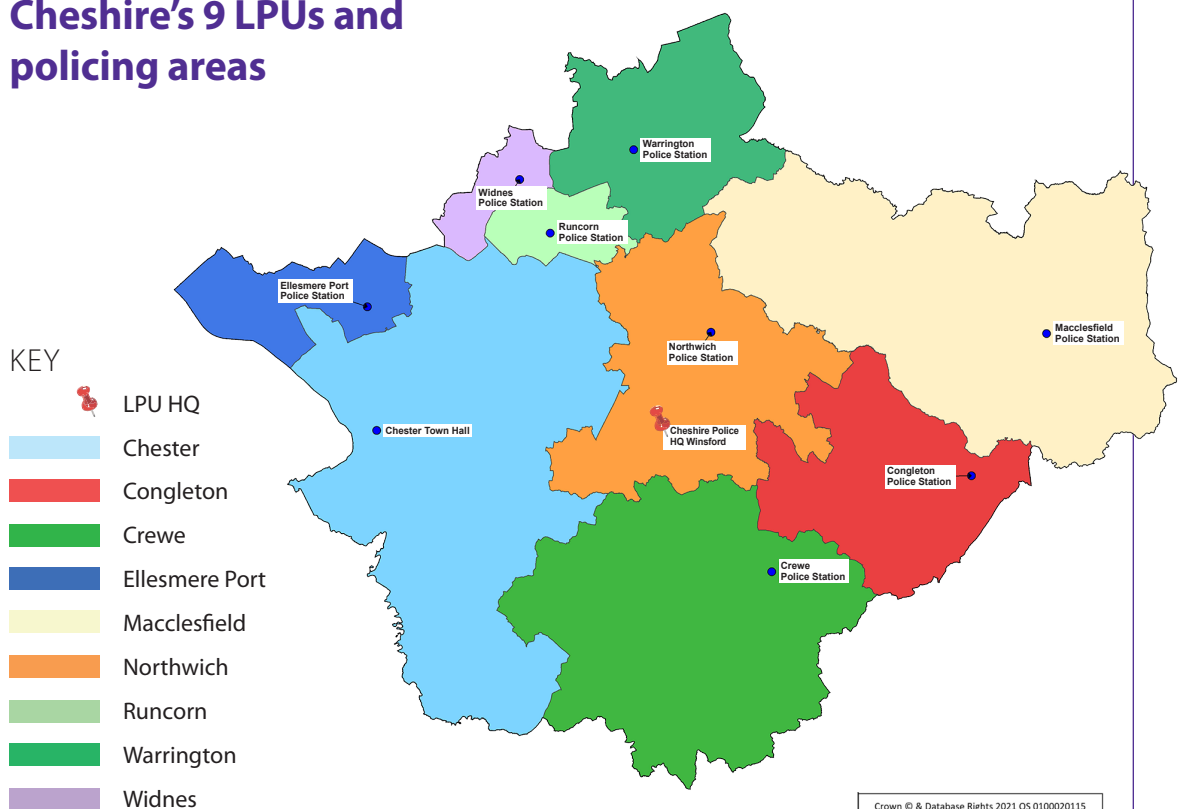 Cheshire's 9 LPUs and
policing areas
Warrington
Police Station
Widnes
Police Station
Runcorn
Police Station
Ellesmere Port
Police Station
Macclesfield
Police Station
Northwich
Police Station
Cheshire Police
HQ Winsford
Chester Town Hall
Congleton
Police Station
Crewe
Police Station
KEY
LPU HQ
Chester
Congleton
Crewe
Ellesmere Port
Macclesfield
Northwich
Runcorn
Warrington
Widnes
Crown © & Database Rights 2021 OS 0100020115